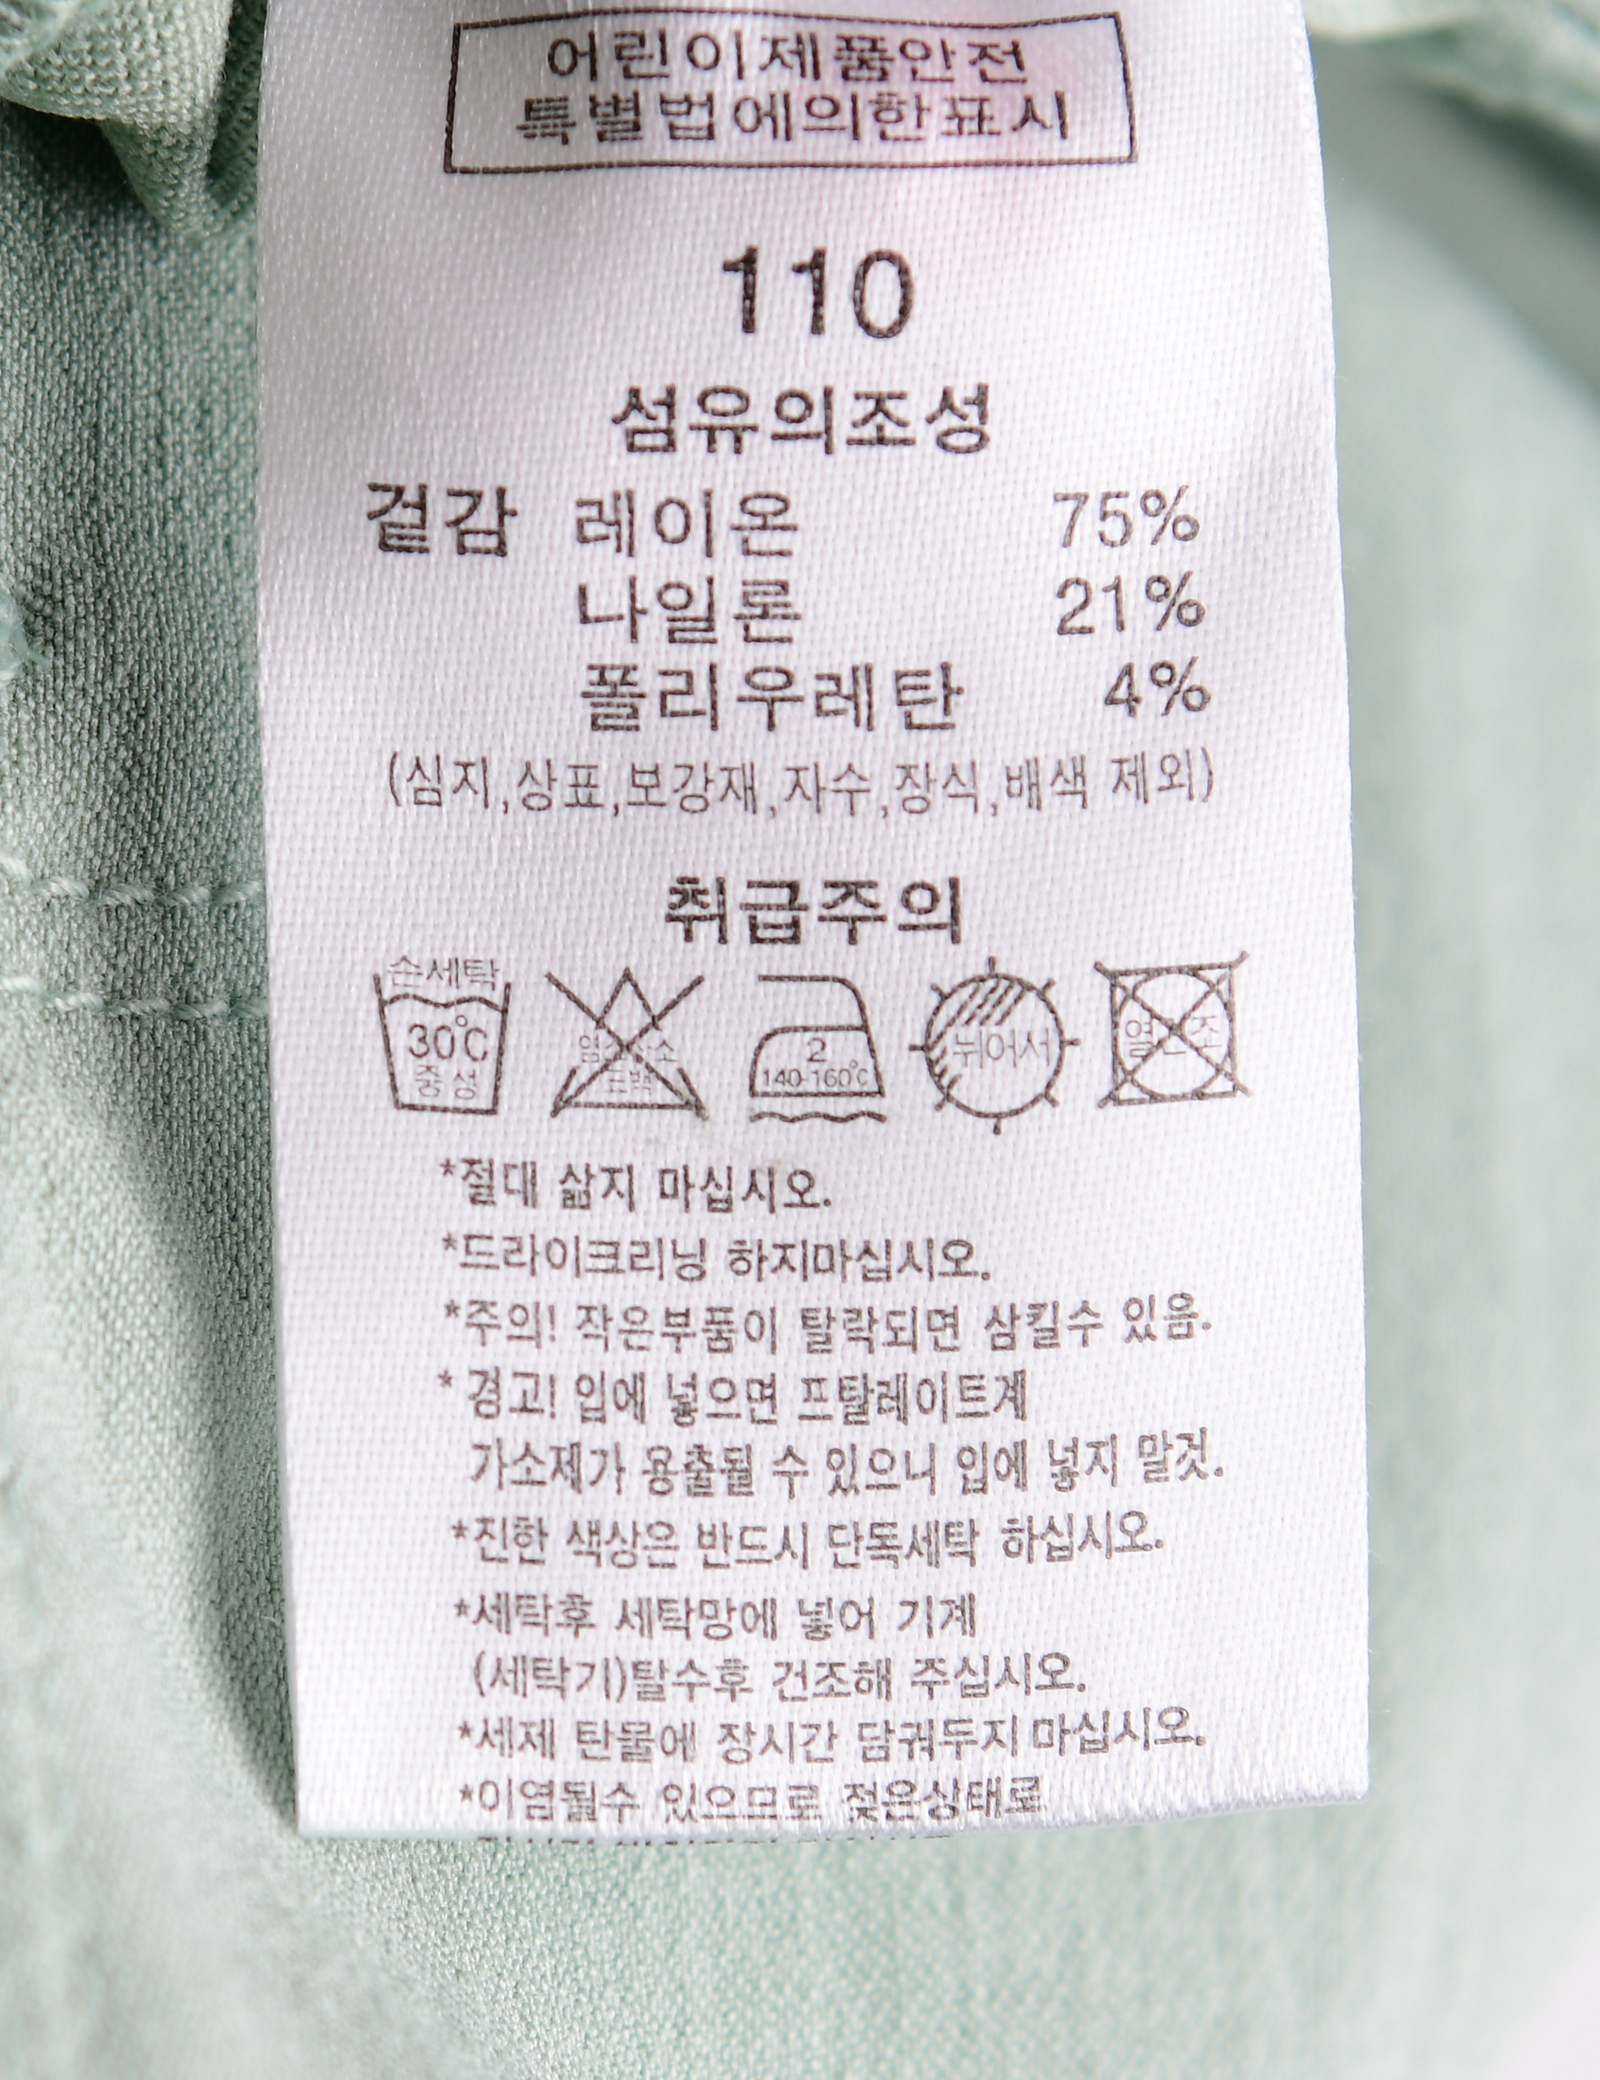 어린이제품안전
특별법에의한표시
110
섬유의조성
겉감 레이온 75%
나일론 21%
폴리우레탄 4%
(심지,상표,보강재,자수,장식,배색 제외)
취급주의
손세탁
30℃
중성
염소산소
표백
2
140-160℃
뉘어서
열건조
*절대 삶지 마십시오.
*드라이크리닝 하지마십시오.
*주의! 작은부품이 탈락되면 삼킬수 있음.
* 경고! 입에 넣으면 프탈레이트계
가소제가 용출될 수 있으니 입에 넣지 말것.
*진한 색상은 반드시 단독세탁 하십시오.
*세탁후 세탁망에 넣어 기계
(세탁기)탈수후 건조해 주십시오.
*세제 탄물에 장시간 담궈두지 마십시오.
*이염될수 있으므로 젖은상태로